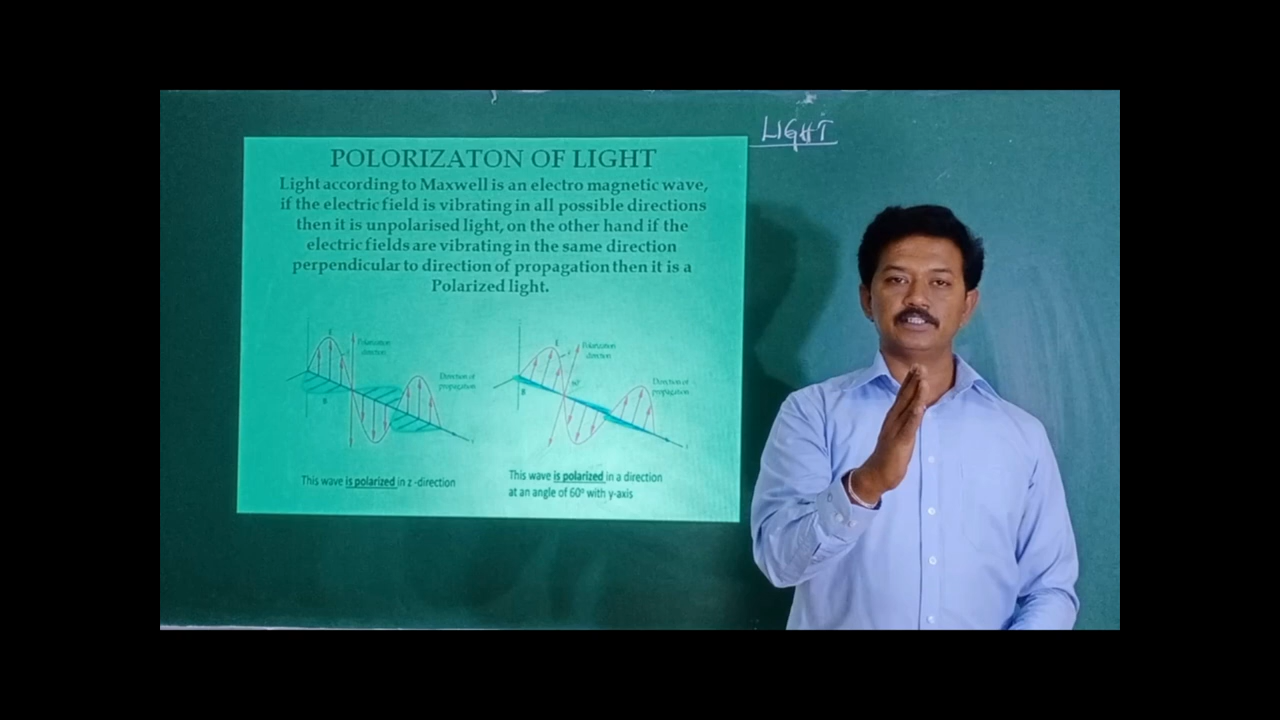 LIGHT
POLORIZATON OF LIGHT
Light according to Maxwell is an electro magnetic wave,
if the electric field is vibrating in all possible directions
then it is unpolarised light, on the other hand if the
electric fields are vibrating in the same direction
perpendicular to direction of propagation then it is a
Polarized light.
E
Polarization
direction
Direction of
propagation
B
This wave is polarized in z -direction
E
Polarization
direction
60°
Direction of
propagation
B
This wave is polarized in a direction
at an angle of 60° with y-axis